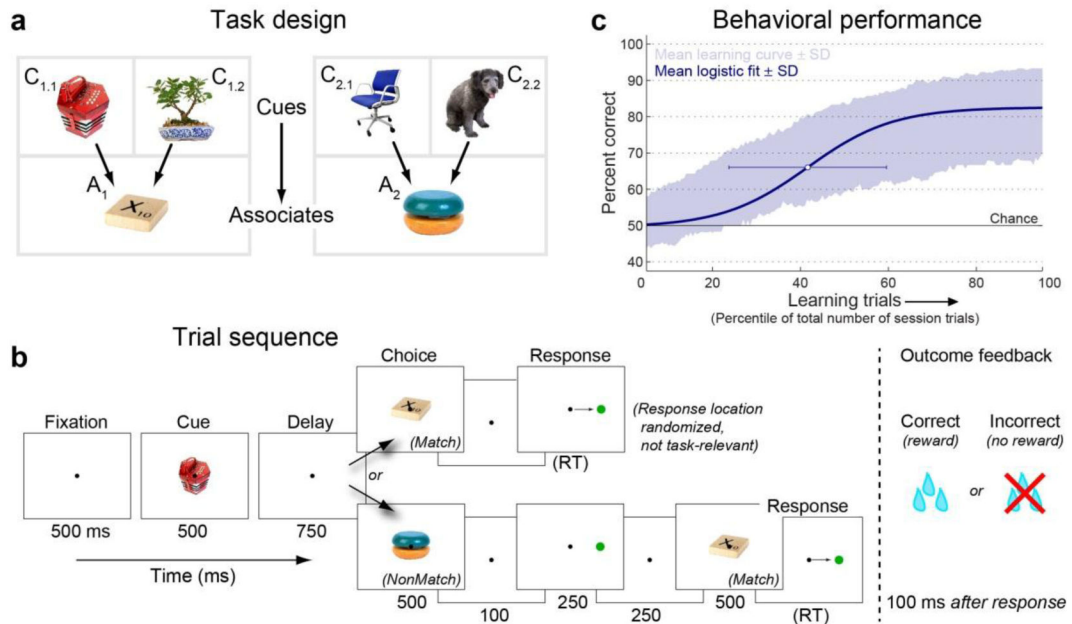 a
Task design
C1.1
C1.2
C2.1
C2.2
Cues
A1
A2
X10
Associates
c
Behavioral performance
Mean learning curve ± SD
Mean logistic fit ± SD
Percent correct
100
90
80
70
60
50
40
Chance
0
20
40
60
80
100
Learning trials
(Percentile of total number of session trials)
b
Trial sequence
Fixation
Cue
Delay
500 ms
500
750
Time (ms)
or
Choice
Response
X10
(Match)
(RT)
(Response location
randomized,
not task-relevant)
(NonMatch)
500
100
250
250
X10
(Match)
500
Response
(RT)
Outcome feedback
Correct
(reward)
or
Incorrect
(no reward)
100 ms after response